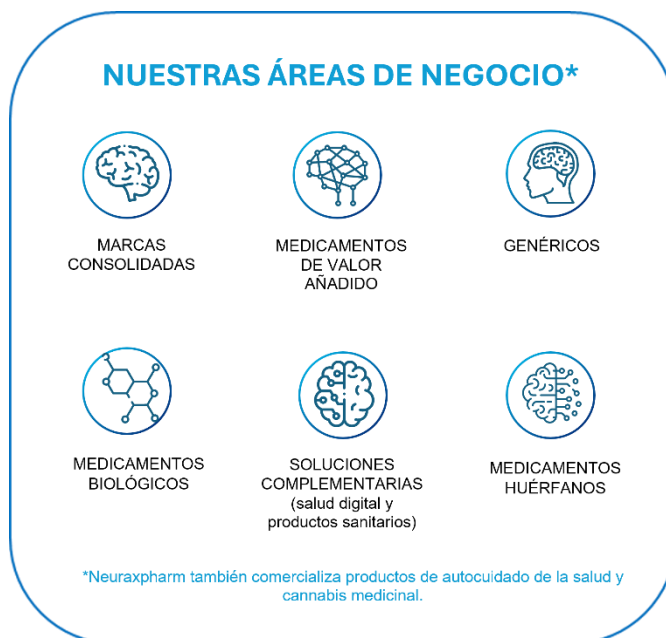 NUESTRAS ÁREAS DE NEGOCIO*
MARCAS
CONSOLIDADAS
MEDICAMENTOS
DE VALOR
AÑADIDO
GENÉRICOS
MEDICAMENTOS
BIOLÓGICOS
SOLUCIONES
COMPLEMENTARIAS
(salud digital y
productos sanitarios)
MEDICAMENTOS
HUÉRFANOS
*Neuraxpharm también comercializa productos de autocuidado de la salud y
cannabis medicinal.